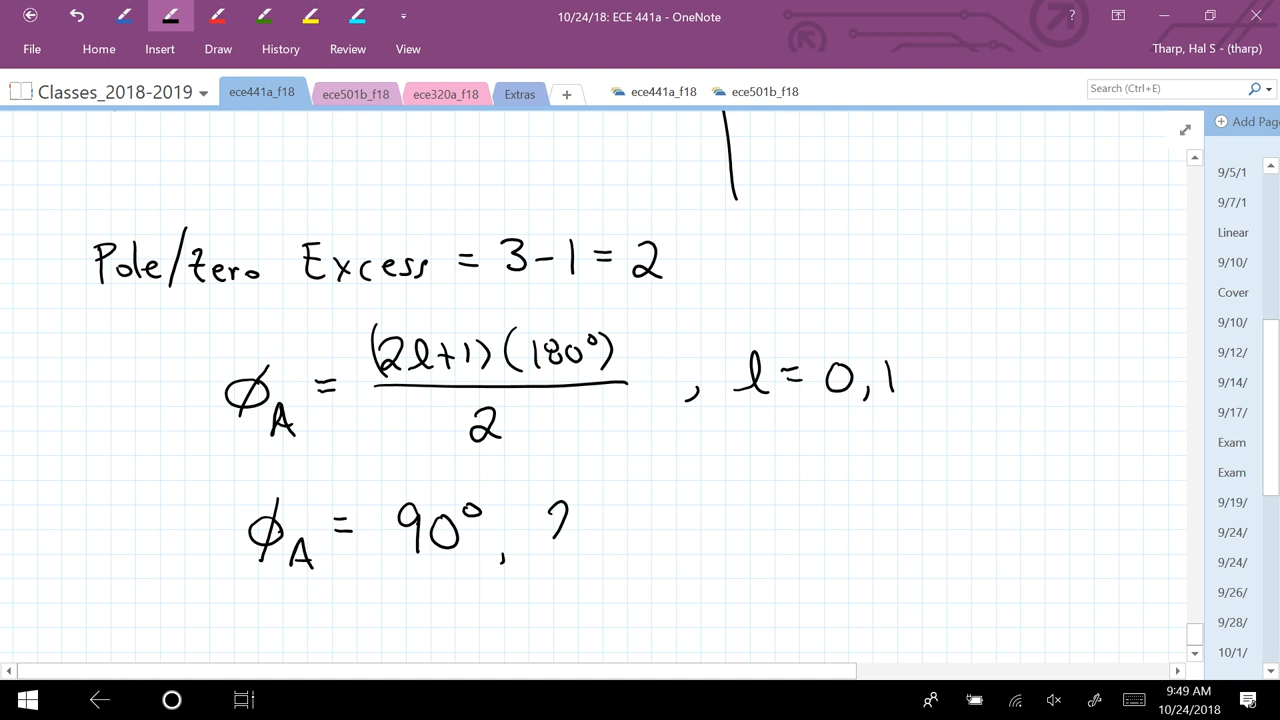 10/24/18: ECE 441a - OneNote
?
Tharp, Hal S - (tharp)
File Home Insert Draw History Review View
Classes_2018-2019 ece441a_f18 ece501b_f18 ece320a_f18 Extras + ece441a_f18 ece501b_f18
Search (Ctrl+E)
Add Pag
9/5/1
9/7/1
Linear
9/10/
Cover
9/10/
9/12/
9/14/
9/17/
Exam
Exam
9/19/
9/24/
9/24/
9/26/
9/28/
10/1/
Pole/Zero Excess = 3-1 = 2
ϕA = (2l+1)(180°)/2 , l = 0,1
ϕA = 90° , 2
9:49 AM
10/24/2018